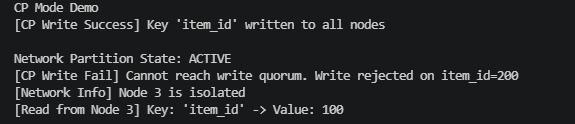 CP Mode Demo
[CP Write Success] Key 'item_id' written to all nodes
Network Partition State: ACTIVE
[CP Write Fail] Cannot reach write quorum. Write rejected on item_id=200
[Network Info] Node 3 is isolated
[Read from Node 3] Key: 'item_id' -> Value: 100